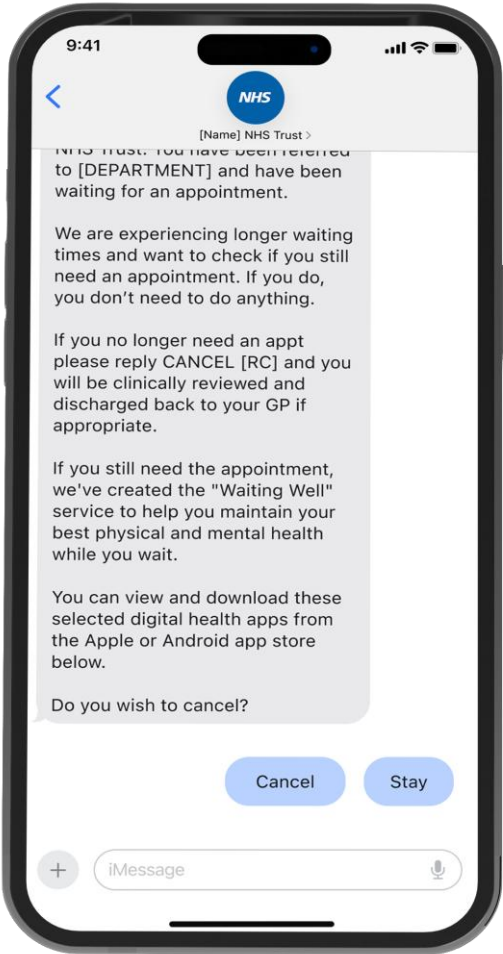 9:41
NHS
[Name] NHS Trust >
NHS Trust. You have been referred
to [DEPARTMENT] and have been
waiting for an appointment.
We are experiencing longer waiting
times and want to check if you still
need an appointment. If you do,
you don’t need to do anything.
If you no longer need an appt
please reply CANCEL [RC] and you
will be clinically reviewed and
discharged back to your GP if
appropriate.
If you still need the appointment,
we've created the "Waiting Well"
service to help you maintain your
best physical and mental health
while you wait.
You can view and download these
selected digital health apps from
the Apple or Android app store
below.
Do you wish to cancel?
Cancel Stay
iMessage